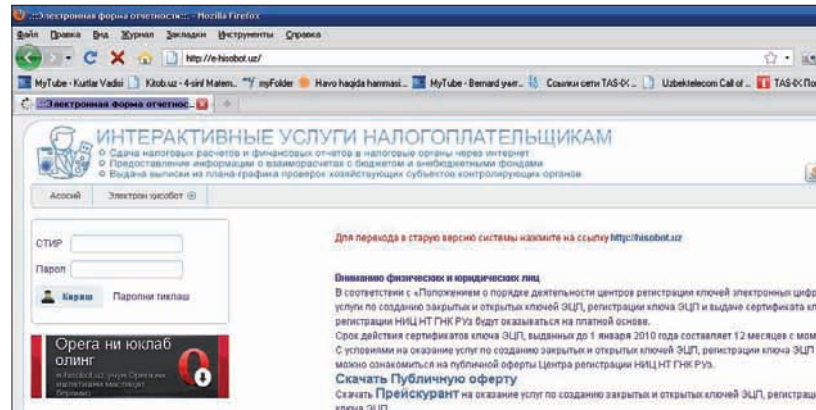 .::Электронная форма отчетности::. - Mozilla Firefox
Файл Правка Вид Журнал Закладки Инструменты Справка
http://e-hisobot.uz/
MyTube - Kurtlar Vadisi Kitob.uz - 4-sinf Matem... myFolder Havo haqida hammasi... MyTube - Bernard учит... Ссылки сети TAS-IX ... Uzbektelecom Call of ... TAS-IX
.::Электронная форма отчетнос...
ИНТЕРАКТИВНЫЕ УСЛУГИ НАЛОГОПЛАТЕЛЬЩИКАМ
Сдача налоговых расчетов и финансовых отчетов в налоговые органы через интернет
Предоставление информации о взаиморасчетах с бюджетом и внебюджетными фондами
Выдача выписки из плана-графика проверок хозяйствующих субъектов контролирующих органов
Асосий Электрон ҳисобот
Для перехода в старую версию системы нажмите на ссылку http://hisobot.uz
СТИР
Парол
Кириш Паролни тиклаш
Вниманию физических и юридических лиц
В соответствии с «Положением о порядке деятельности центров регистрации ключей электронных цифр
услуги по созданию закрытых и открытых ключей ЭЦП, регистрации ключа ЭЦП и выдаче сертификата кл
регистрации НИЦ НТ ГНК РУз будут оказываться на платной основе.
Срок действия сертификатов ключа ЭЦП, выданных до 1 января 2010 года составляет 12 месяцев с мом
С условиями на оказание услуг по созданию закрытых и открытых ключей ЭЦП, регистрации ключа ЭЦП
можно ознакомиться на публичной оферты Центра регистрации НИЦ НТ ГНК РУз.
Скачать Публичную оферту
Скачать Прейскурант на оказание услуг по созданию закрытых и открытых ключей ЭЦП, регистрац
ключа ЭЦП
Opera ни юклаб
олинг
e-hisobot.uz учун Opera ни